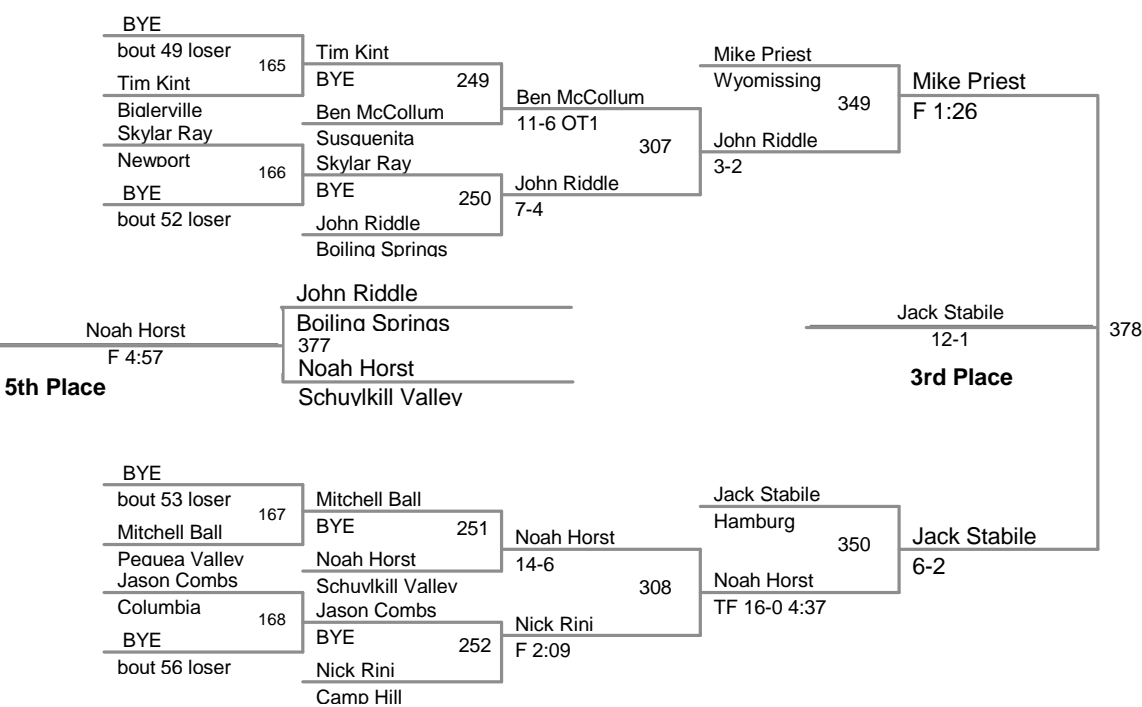 BYE
bout 49 loser
165
Tim Kint
Biglerville
Skylar Ray
Newport
166
BYE
bout 52 loser
Tim Kint
BYE
249
Ben McCollum
Susquenita
Skylar Ray
BYE
250
John Riddle
Boiling Springs
Ben McCollum
11-6 OT1
307
John Riddle
7-4
Mike Priest
Wyomissing
349
John Riddle
3-2
Mike Priest
F 1:26
John Riddle
Boiling Springs
377
Noah Horst
Schuylkill Valley
Noah Horst
F 4:57
5th Place
Jack Stabile
12-1
378
3rd Place
BYE
bout 53 loser
167
Mitchell Ball
Pequea Valley
Jason Combs
Columbia
168
BYE
bout 56 loser
Mitchell Ball
BYE
251
Noah Horst
Schuylkill Valley
Jason Combs
BYE
252
Nick Rini
Camp Hill
Noah Horst
14-6
308
Nick Rini
F 2:09
Jack Stabile
Hamburg
350
Noah Horst
TF 16-0 4:37
Jack Stabile
6-2